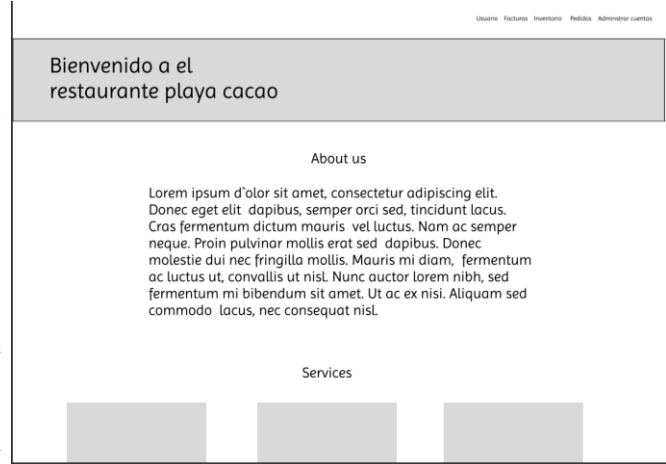 Usuario Facturas Inventario Pedidos Adminstrar cuentas
Bienvenido a el
restaurante playa cacao
About us
Lorem ipsum d`olor sit amet, consectetur adipiscing elit.
Donec eget elit dapibus, semper orci sed, tincidunt lacus.
Cras fermentum dictum mauris vel luctus. Nam ac semper
neque. Proin pulvinar mollis erat sed dapibus. Donec
molestie dui nec fringilla mollis. Mauris mi diam, fermentum
ac luctus ut, convallis ut nisl. Nunc auctor lorem nibh, sed
fermentum mi bibendum sit amet. Ut ac ex nisi. Aliquam sed
commodo lacus, nec consequat nisl.
Services